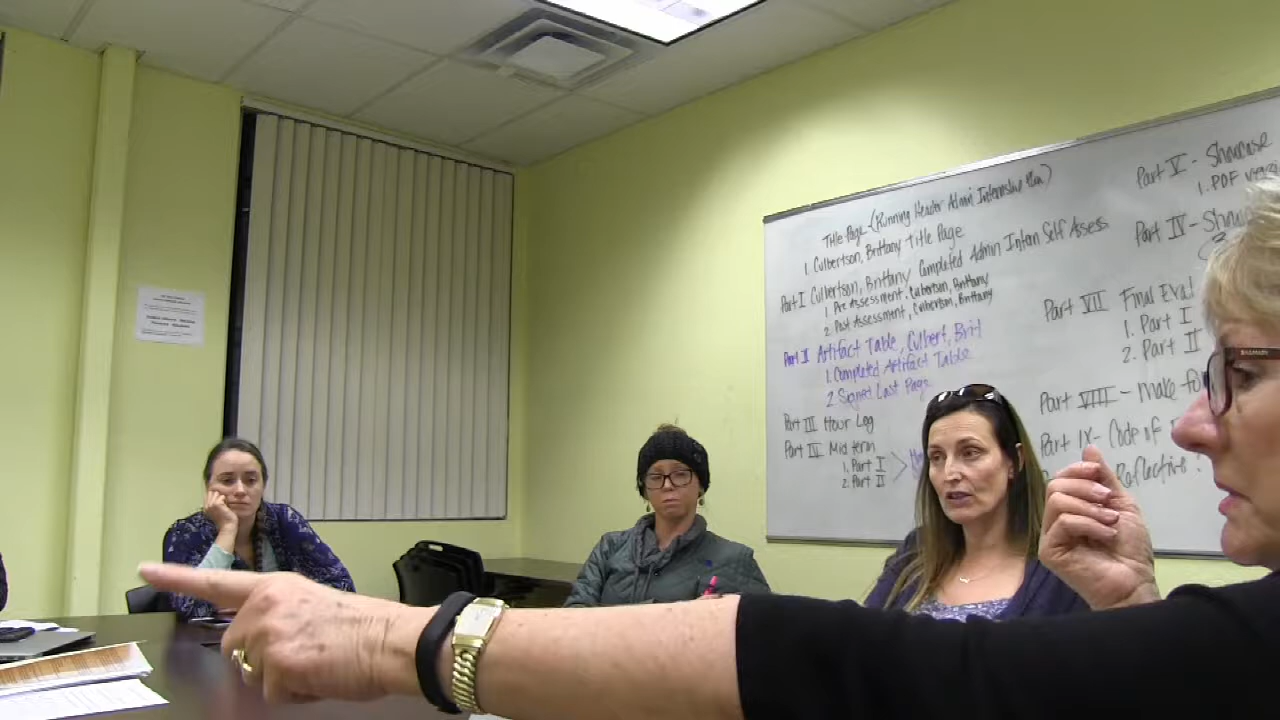 Title Page - (Running Header Admin Internship Plan)
1. Culbertson, Brittany Title Page
Part I Culbertson, Brittany Completed Admin Intern Self Assess
1. Pre Assessment, Culbertson, Brittany
2. Post Assessment, Culbertson, Brittany
Part II Artifact Table, Culbert, Brit
1. Completed Artifact Table
2. Signed Last Page
Part III Hour Log
Part IV Mid term
1. Part I
2. Part II
Part V - Showcase
1. PDF
Part IV - Show
Part VII Final Eval
1. Part I
2. Part II
Part VIII - Make
Part IX - Code of
Reflective